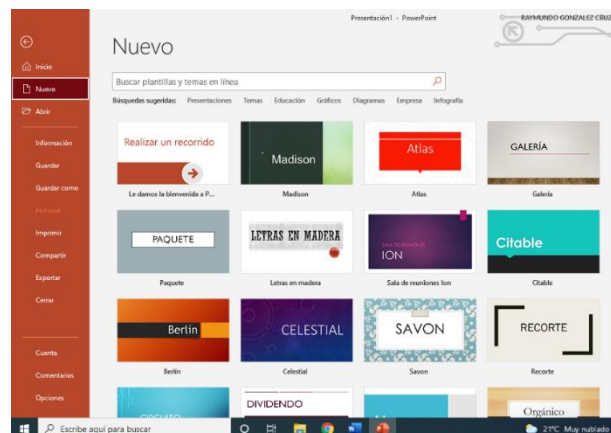 Presentación1 - PowerPoint
RAYMUNDO GONZALEZ CRUZ
R
Inicio
Nuevo
Abrir
Información
Guardar
Guardar como
Historial
Imprimir
Compartir
Exportar
Cerrar
Cuenta
Comentarios
Opciones
Nuevo
Buscar plantillas y temas en línea
Búsquedas sugeridas: Presentaciones Temas Educación Gráficos Diagramas Empresa Infografía
Realizar un recorrido
Madison
Atlas
GALERÍA
Le damos la bienvenida a P...
Madison
Atlas
Galería
PAQUETE
LETRAS EN MADERA
SALA DE REUNIONES
ION
Citable
Paquete
Letras en madera
Sala de reuniones Ion
Citable
Berlín
CELESTIAL
SAVON
RECORTE
Berlín
Celestial
Savon
Recorte
CIRCUITO
DIVIDENDO
Orgánico
Escribe aquí para buscar
21°C Muy nublado